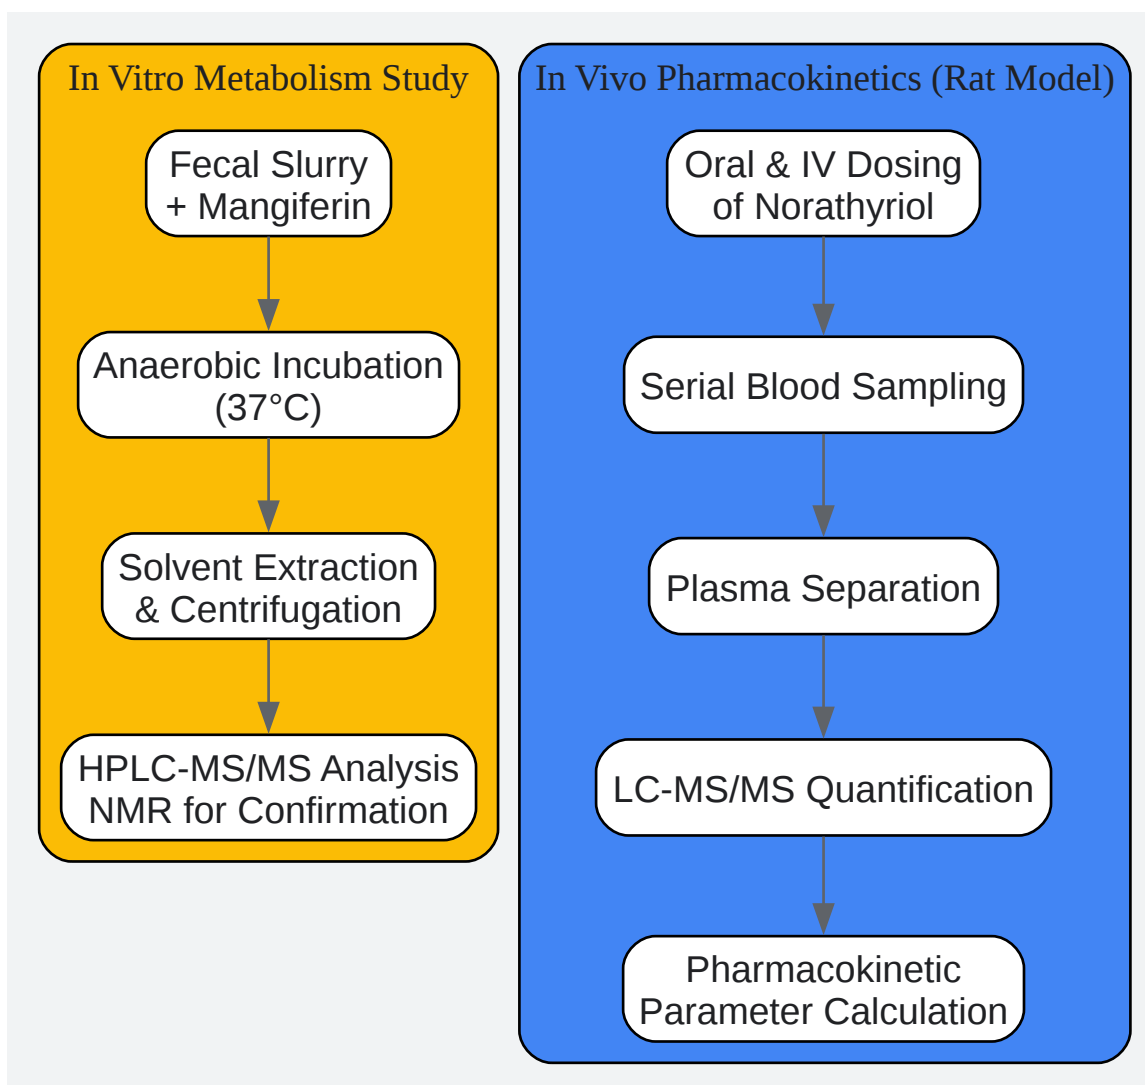 In Vitro Metabolism Study
Fecal Slurry
+ Mangiferin
Anaerobic Incubation
(37°C)
Solvent Extraction
& Centrifugation
HPLC-MS/MS Analysis
NMR for Confirmation
In Vivo Pharmacokinetics (Rat Model)
Oral & IV Dosing
of Norathyriol
Serial Blood Sampling
Plasma Separation
LC-MS/MS Quantification
Pharmacokinetic
Parameter Calculation